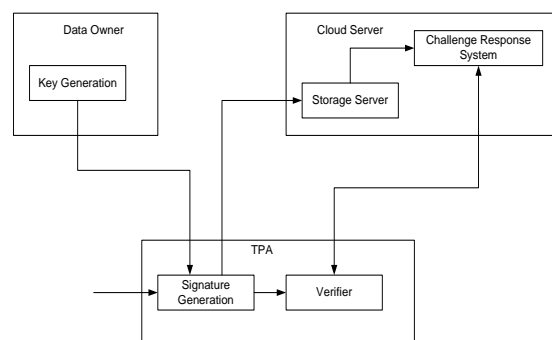 Data Owner
Key Generation
Cloud Server
Challenge Response
System
Storage Server
TPA
Signature
Generation
Verifier